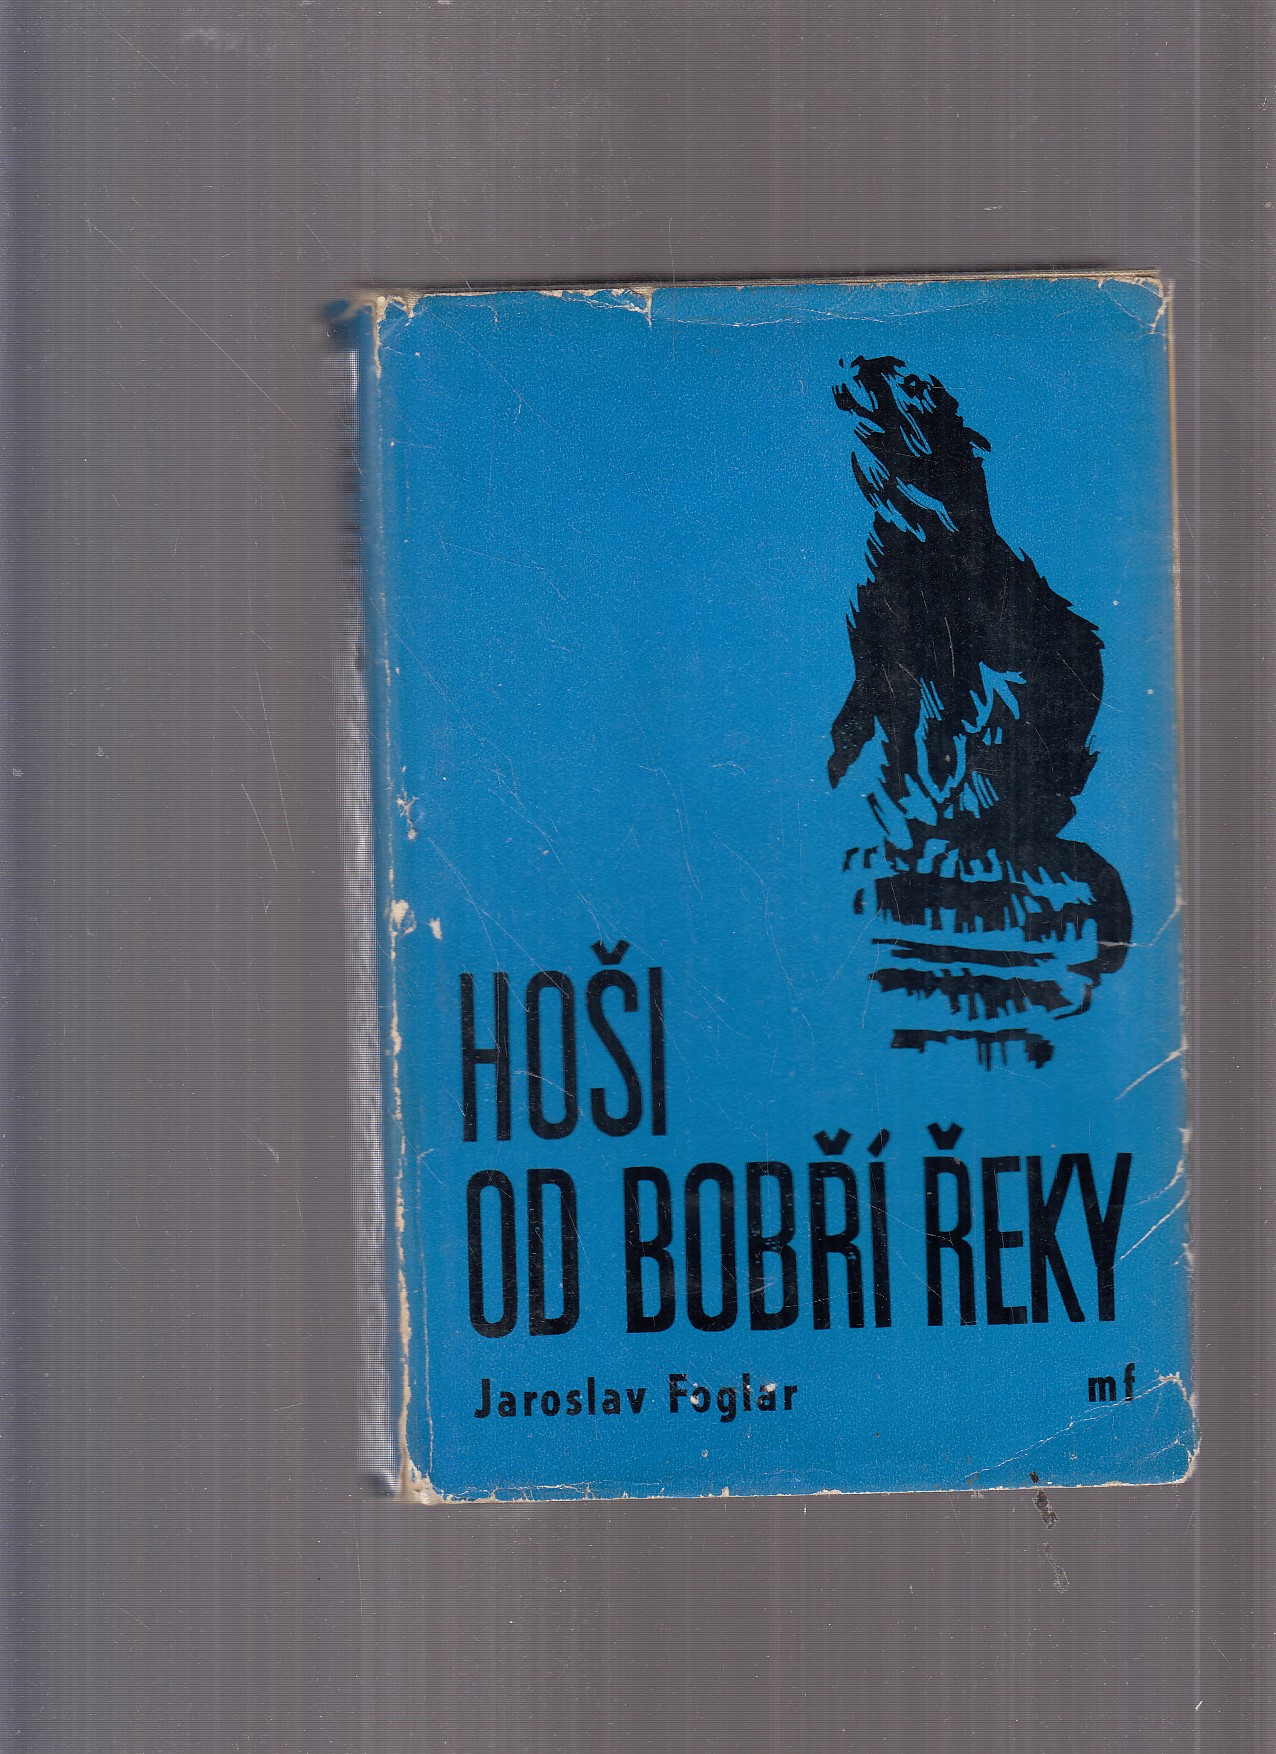 HOŠI
OD BOBŘÍ ŘEKY
Jaroslav Foglar
mf